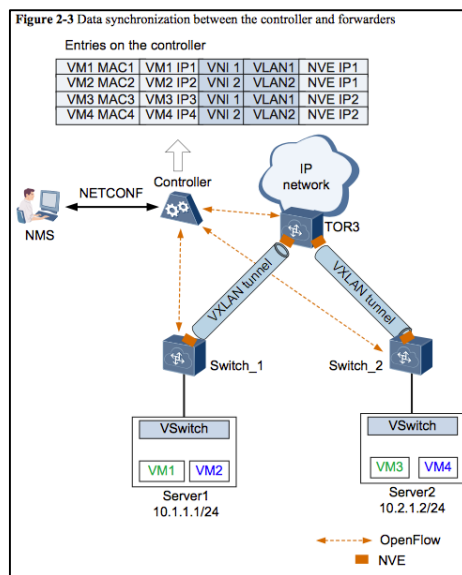 Figure 2-3 Data synchronization between the controller and forwarders
Entries on the controller
VM1 MAC1 VM1 IP1 VNI 1 VLAN1 NVE IP1
VM2 MAC2 VM2 IP2 VNI 2 VLAN2 NVE IP1
VM3 MAC3 VM3 IP3 VNI 1 VLAN1 NVE IP2
VM4 MAC4 VM4 IP4 VNI 2 VLAN2 NVE IP2
IP
network
NETCONF
Controller
NMS
TOR3
VXLAN tunnel
VXLAN tunnel
Switch_1
Switch_2
VSwitch
VM1 VM2
Server1
10.1.1.1/24
VSwitch
VM3 VM4
Server2
10.2.1.2/24
OpenFlow
NVE